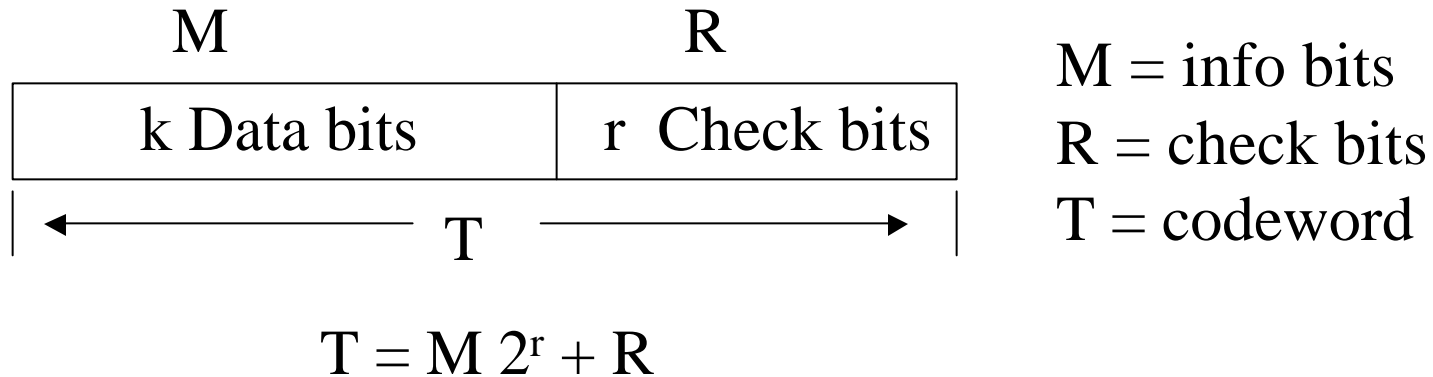 M R
k Data bits r Check bits
T
M = info bits
R = check bits
T = codeword
T = M 2ʳ + R